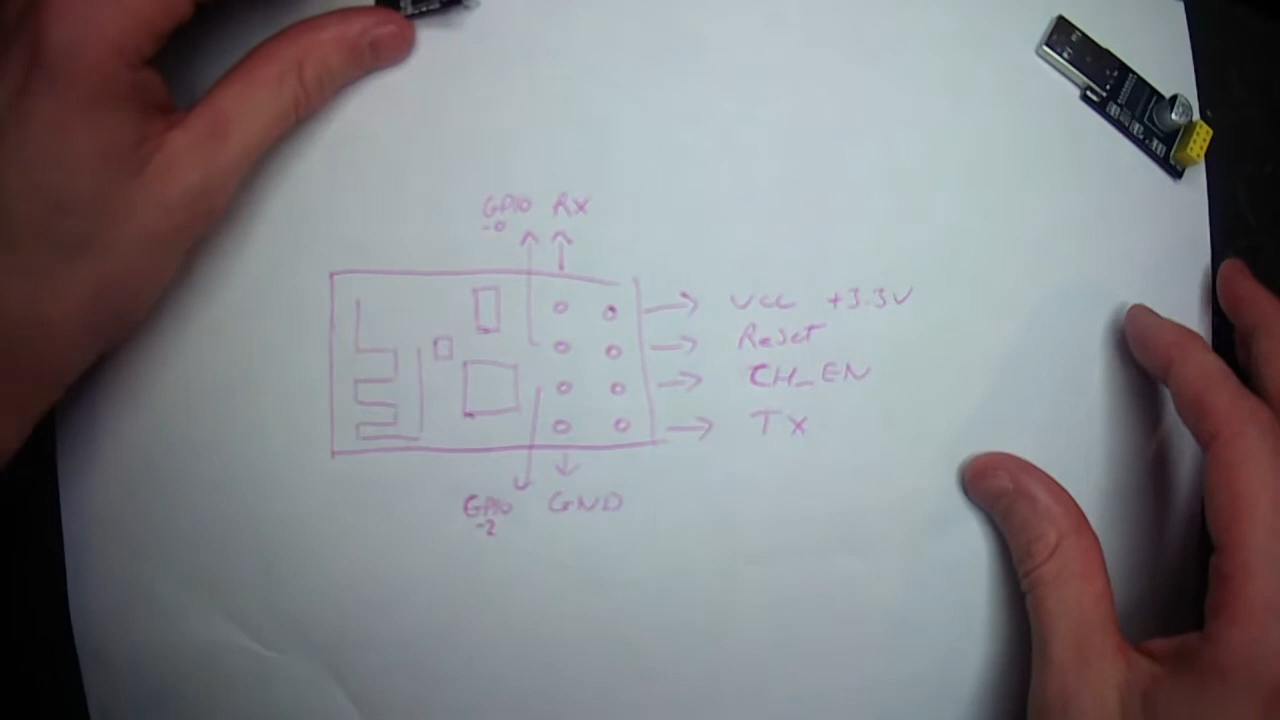 GPIO RX
-0
VCC +3.3V
Reset
CH_EN
TX
GPIO GND
-2